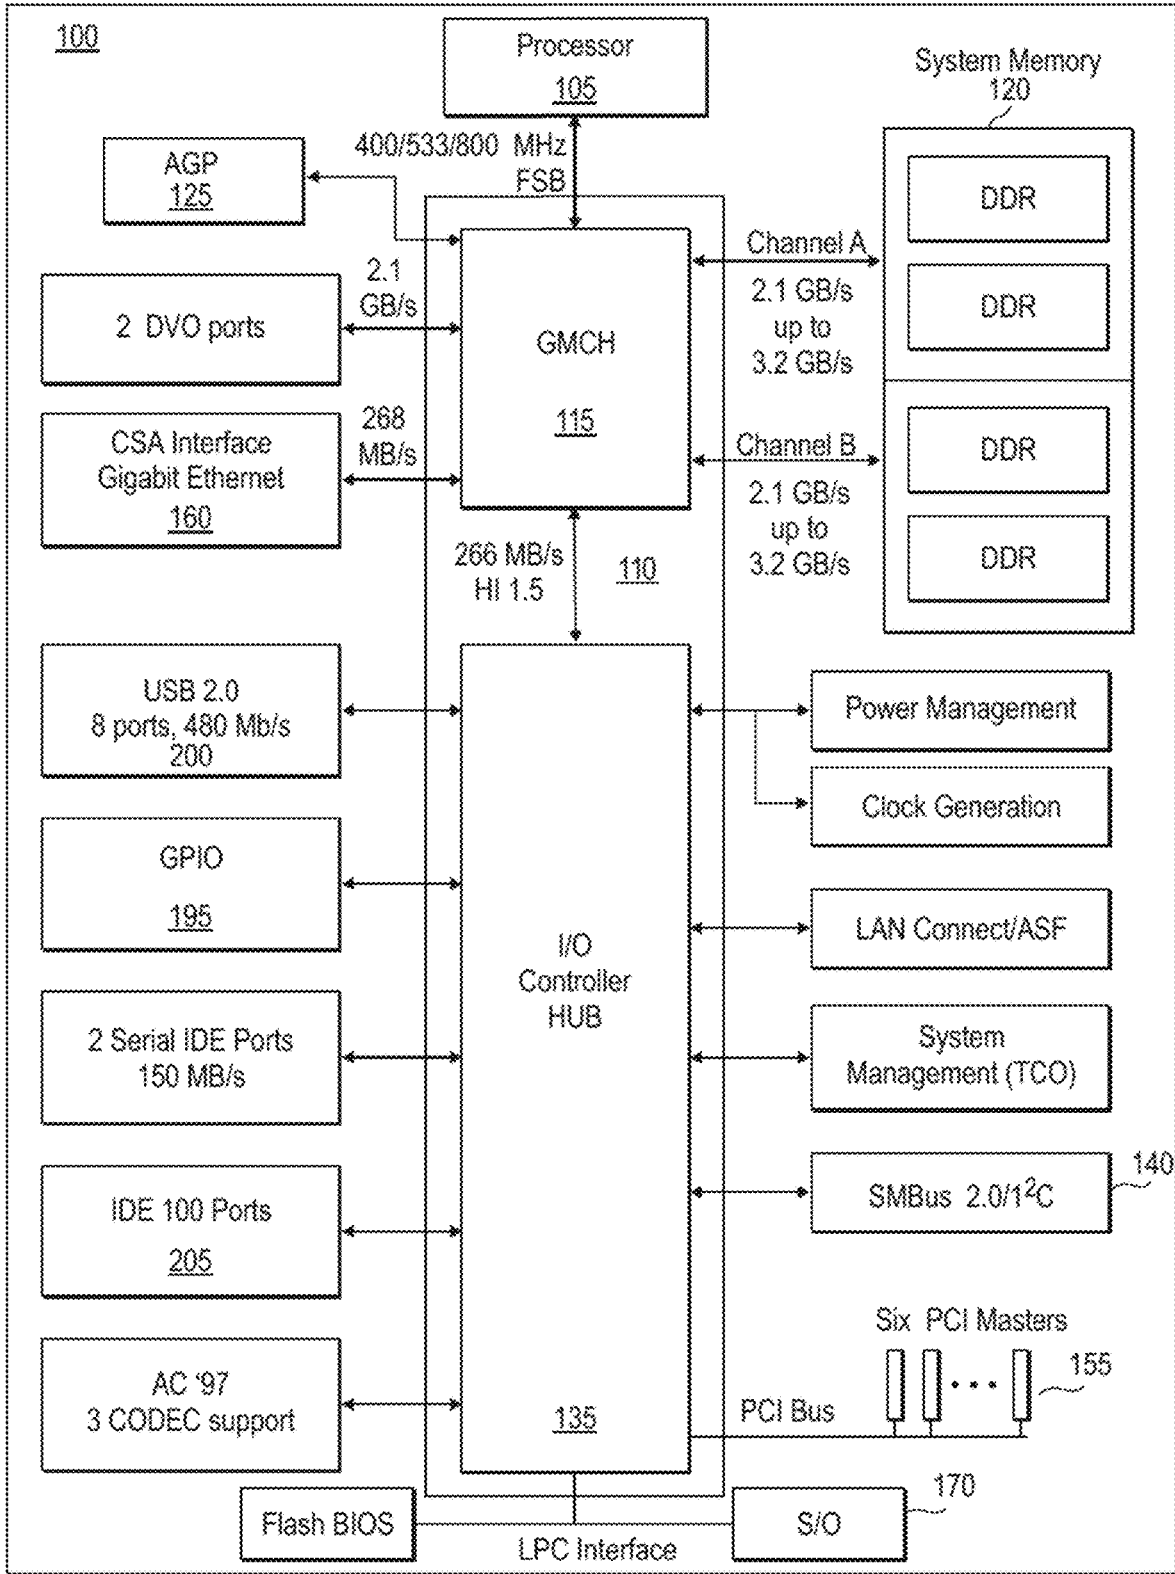 100
Processor
105
System Memory
120
400/533/800 MHz
FSB
AGP
125
DDR
Channel A
2.1
GB/s
2.1 GB/s
up to
3.2 GB/s
2 DVO ports
GMCH
115
DDR
CSA Interface
Gigabit Ethernet
160
268
MB/s
Channel B
2.1 GB/s
up to
3.2 GB/s
DDR
DDR
266 MB/s
HI 1.5
110
USB 2.0
8 ports, 480 Mb/s
200
Power Management
Clock Generation
GPIO
195
LAN Connect/ASF
I/O
Controller
HUB
2 Serial IDE Ports
150 MB/s
System
Management (TCO)
IDE 100 Ports
205
SMBus 2.0/1²C
140
Six PCI Masters
155
AC '97
3 CODEC support
135
PCI Bus
Flash BIOS
LPC Interface
S/O
170